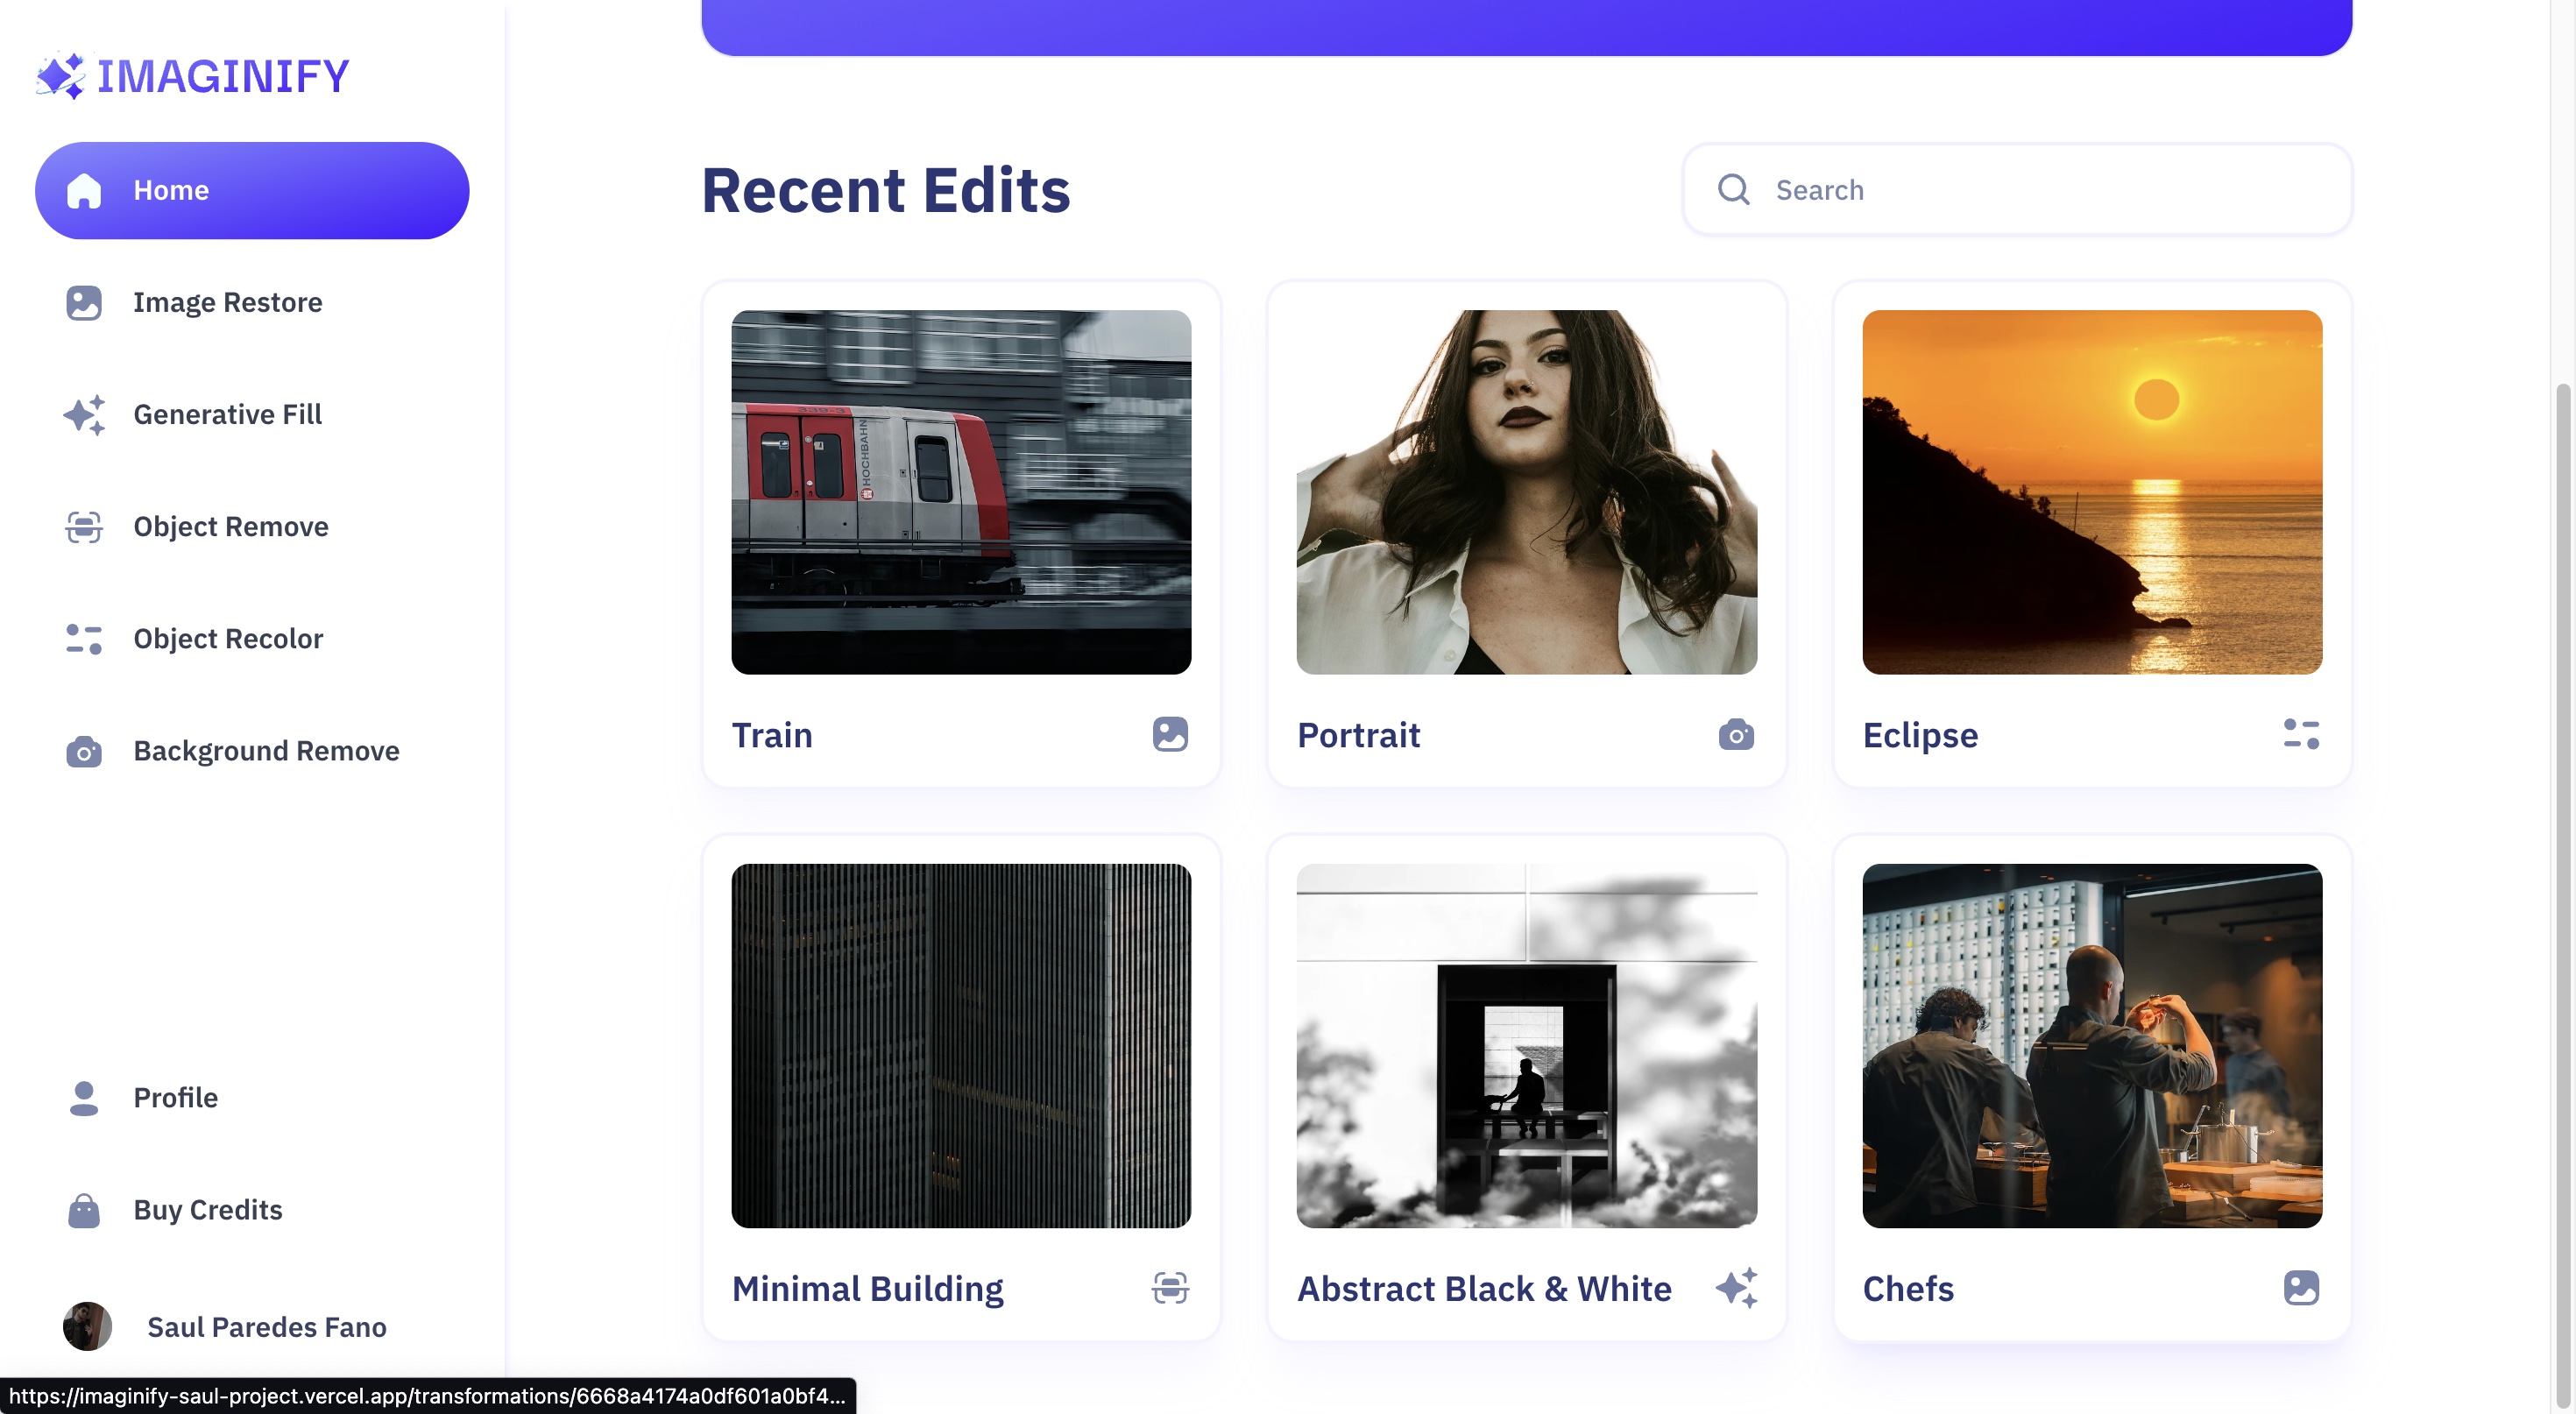 IMAGINIFY
Home
Image Restore
Generative Fill
Object Remove
Object Recolor
Background Remove
Profile
Buy Credits
Saul Paredes Fano
Recent Edits
Search
HOCHBAHN
Train
Portrait
Eclipse
Minimal Building
Abstract Black & White
Chefs
https://imaginify-saul-project.vercel.app/transformations/6668a4174a0df601a0bf4...